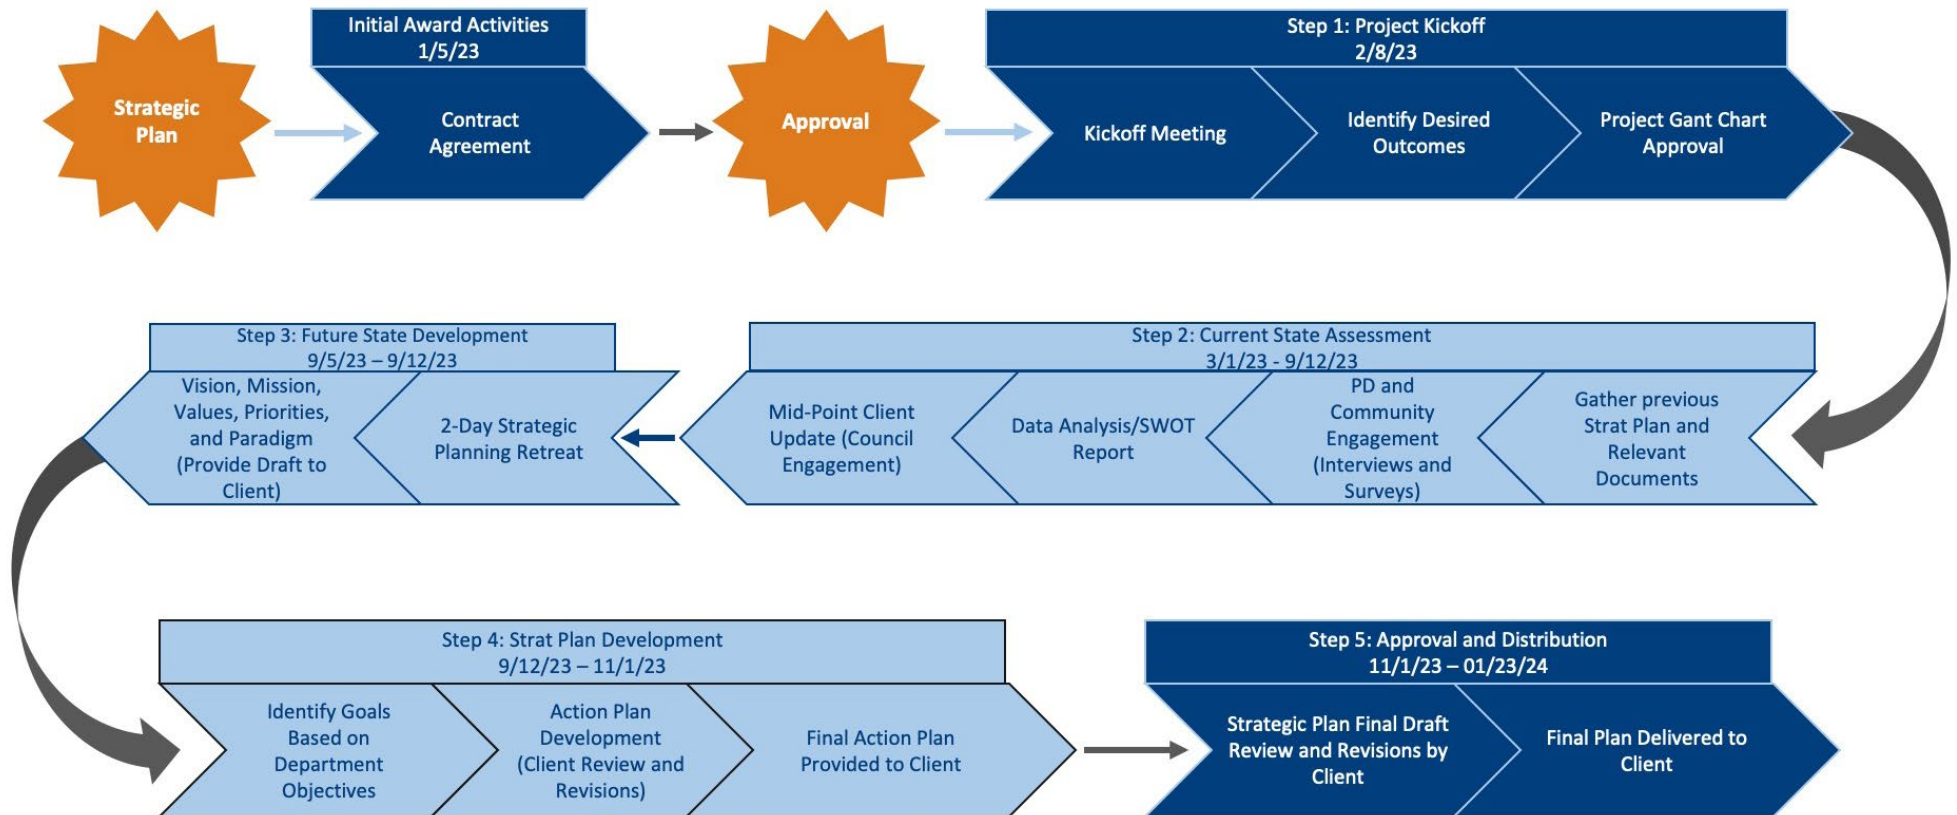 Strategic
Plan
Initial Award Activities
1/5/23
Contract
Agreement
Approval
Step 1: Project Kickoff
2/8/23
Kickoff Meeting
Identify Desired
Outcomes
Project Gant Chart
Approval
Step 2: Current State Assessment
3/1/23 - 9/12/23
Gather previous
Strat Plan and
Relevant
Documents
PD and
Community
Engagement
(Interviews and
Surveys)
Data Analysis/SWOT
Report
Mid-Point Client
Update (Council
Engagement)
Step 3: Future State Development
9/5/23 – 9/12/23
2-Day Strategic
Planning Retreat
Vision, Mission,
Values, Priorities,
and Paradigm
(Provide Draft to
Client)
Step 4: Strat Plan Development
9/12/23 – 11/1/23
Identify Goals
Based on
Department
Objectives
Action Plan
Development
(Client Review and
Revisions)
Final Action Plan
Provided to Client
Step 5: Approval and Distribution
11/1/23 – 01/23/24
Strategic Plan Final Draft
Review and Revisions by
Client
Final Plan Delivered to
Client